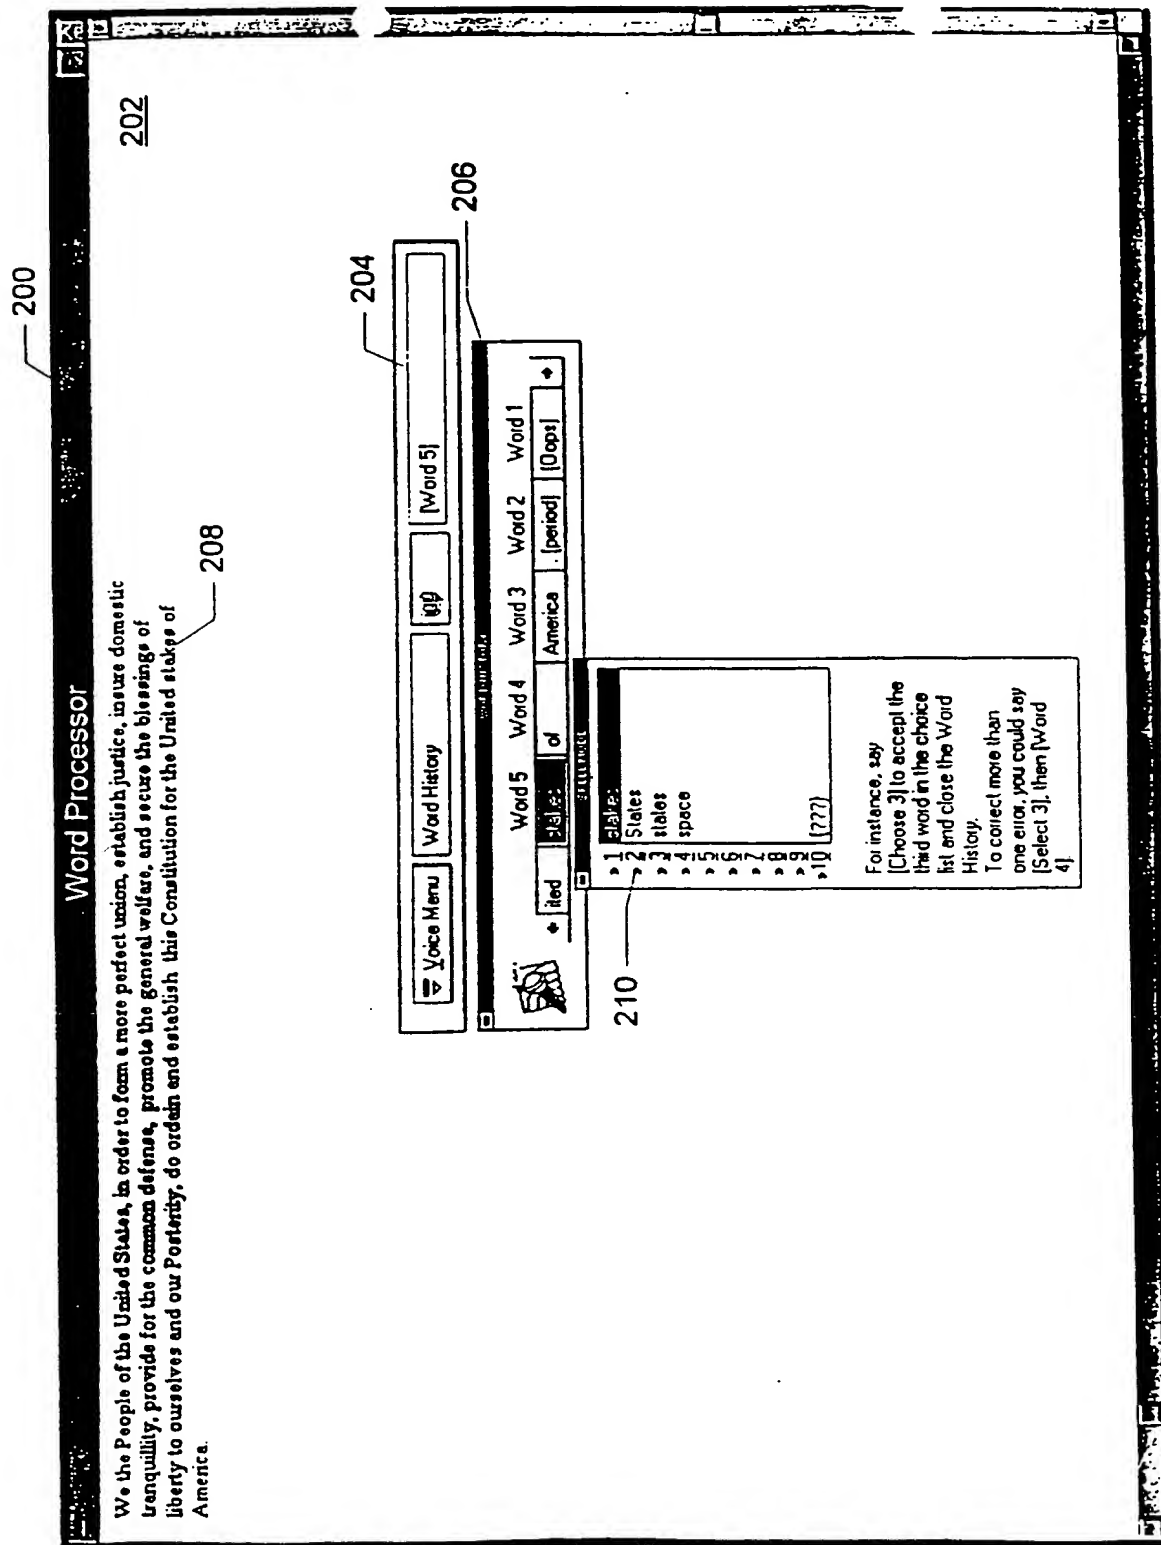 200
Word Processor
202
We the People of the United States, in order to form a more perfect union, establish justice, insure domestic
tranquillity, provide for the common defense, promote the general welfare, and secure the blessings of
liberty to ourselves and our Posterity, do ordain and establish this Constitution for the United stakes of
America.
208
204
Voice Menu
Word History
[Word 5]
206
Word 5 Word 4 Word 3 Word 2 Word 1
ited stakes of America . [period] [Oops]
210
1 stakes
2 States
3 states
4 space
5
6
7
8
9
10 [???]
For instance, say
[Choose 3] to accept the
third word in the choice
list and close the Word
History.
To correct more than
one error, you could say
[Select 3], then [Word
4].